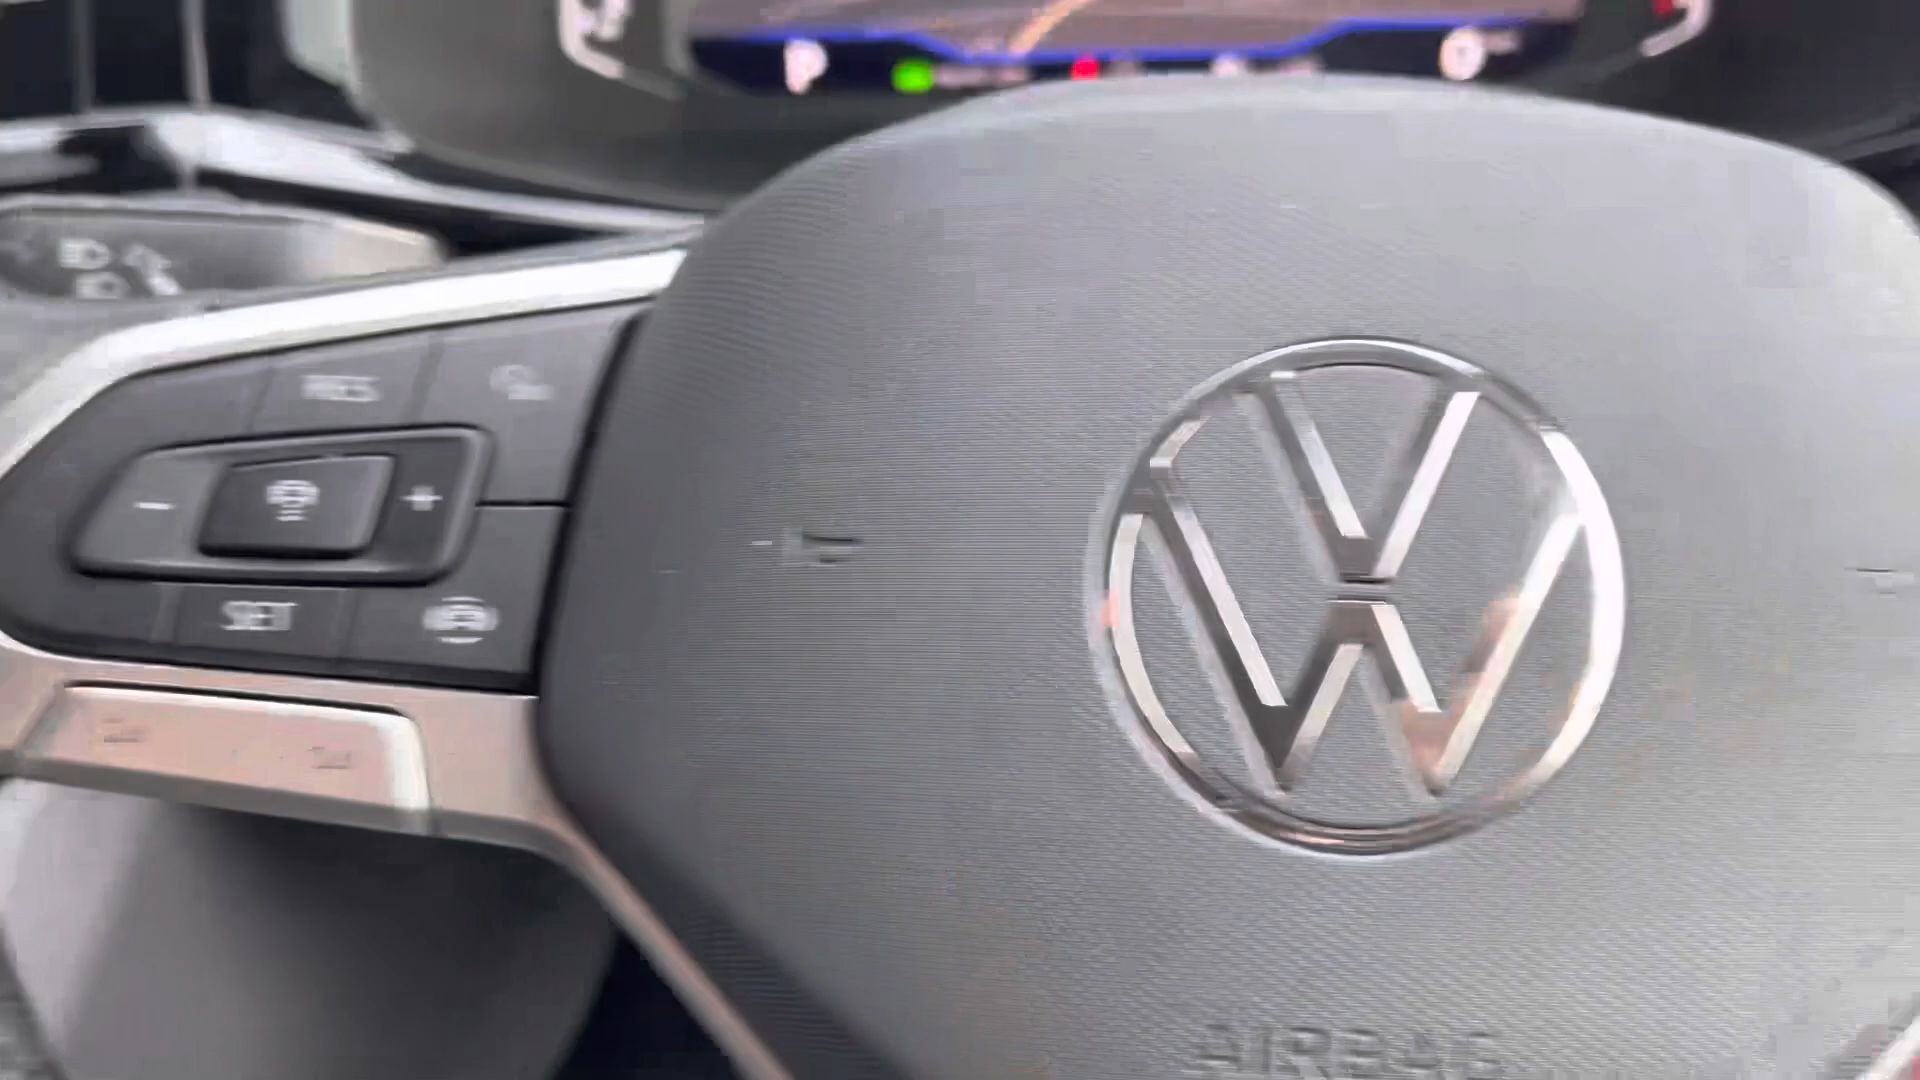 RES
- +
SET
AIRBAG